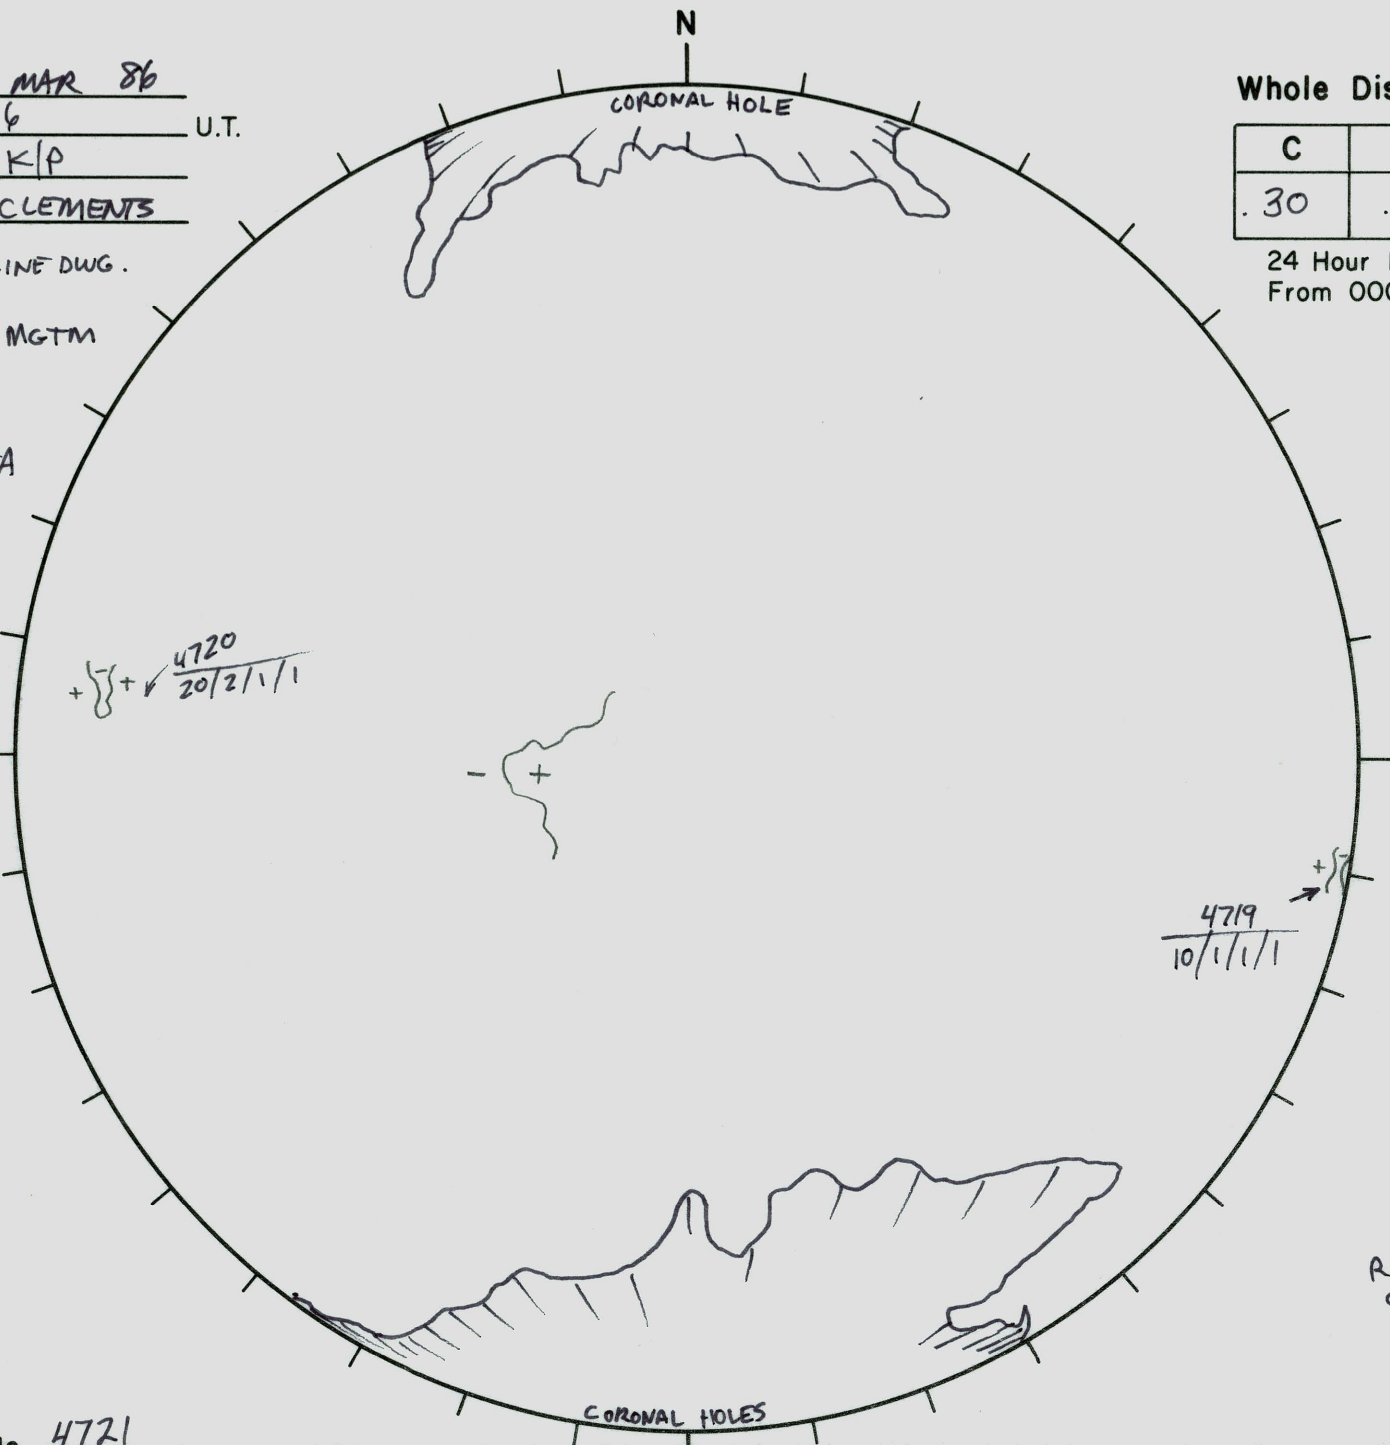 N
MAR 86
6
U.T.
K/P
CLEMENTS
INE DWG.
MGTM
A
CORONAL HOLE
Whole Dis
C
.30
.
24 Hour
From 000
4720
20/2/1/1
+
-
+
-
+
+
-
4719
10/1/1/1
R
CORONAL HOLES
4721